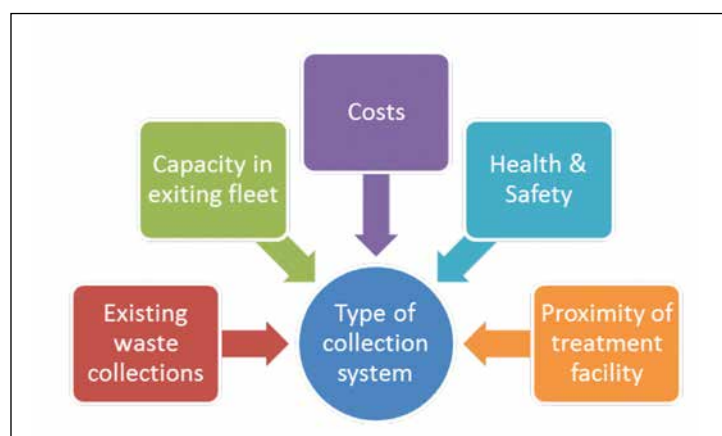 Costs
Capacity in
exiting fleet
Health &
Safety
Existing
waste
collections
Type of
collection
system
Proximity of
treatment
facility